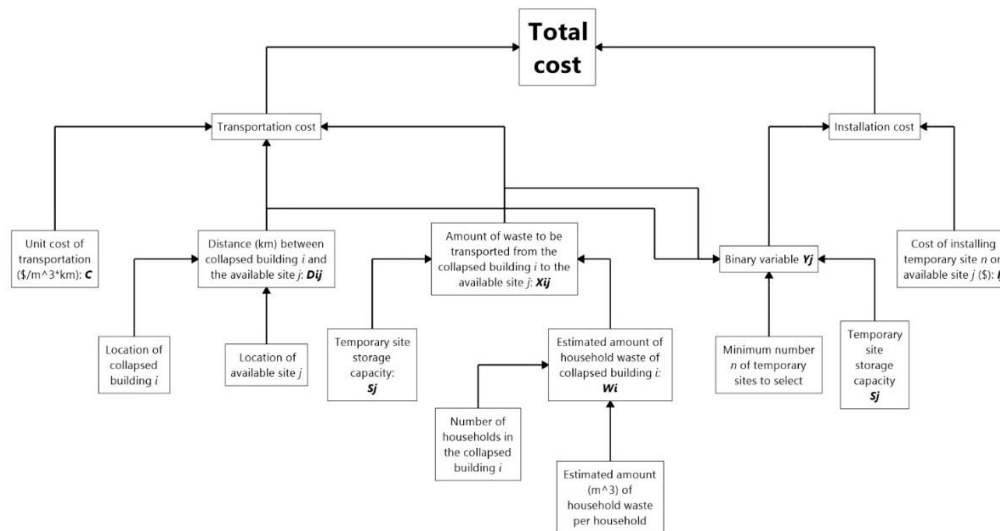 Total
cost
Transportation cost
Installation cost
Unit cost of
transportation
($/m^3*km): C
Distance (km) between
collapsed building i and
the available site j: Dij
Amount of waste to be
transported from the
collapsed building i to the
available site j: Xij
Binary variable Yj
Cost of installing
temporary site n on
available site j ($):
Location of
collapsed
building i
Location of
available site j
Temporary site
storage
capacity:
Sj
Estimated amount of
household waste of
collapsed building i:
Wi
Minimum number
n of temporary
sites to select
Temporary
site
storage
capacity
Sj
Number of
households in
the collapsed
building i
Estimated amount
(m^3) of
household waste
per household